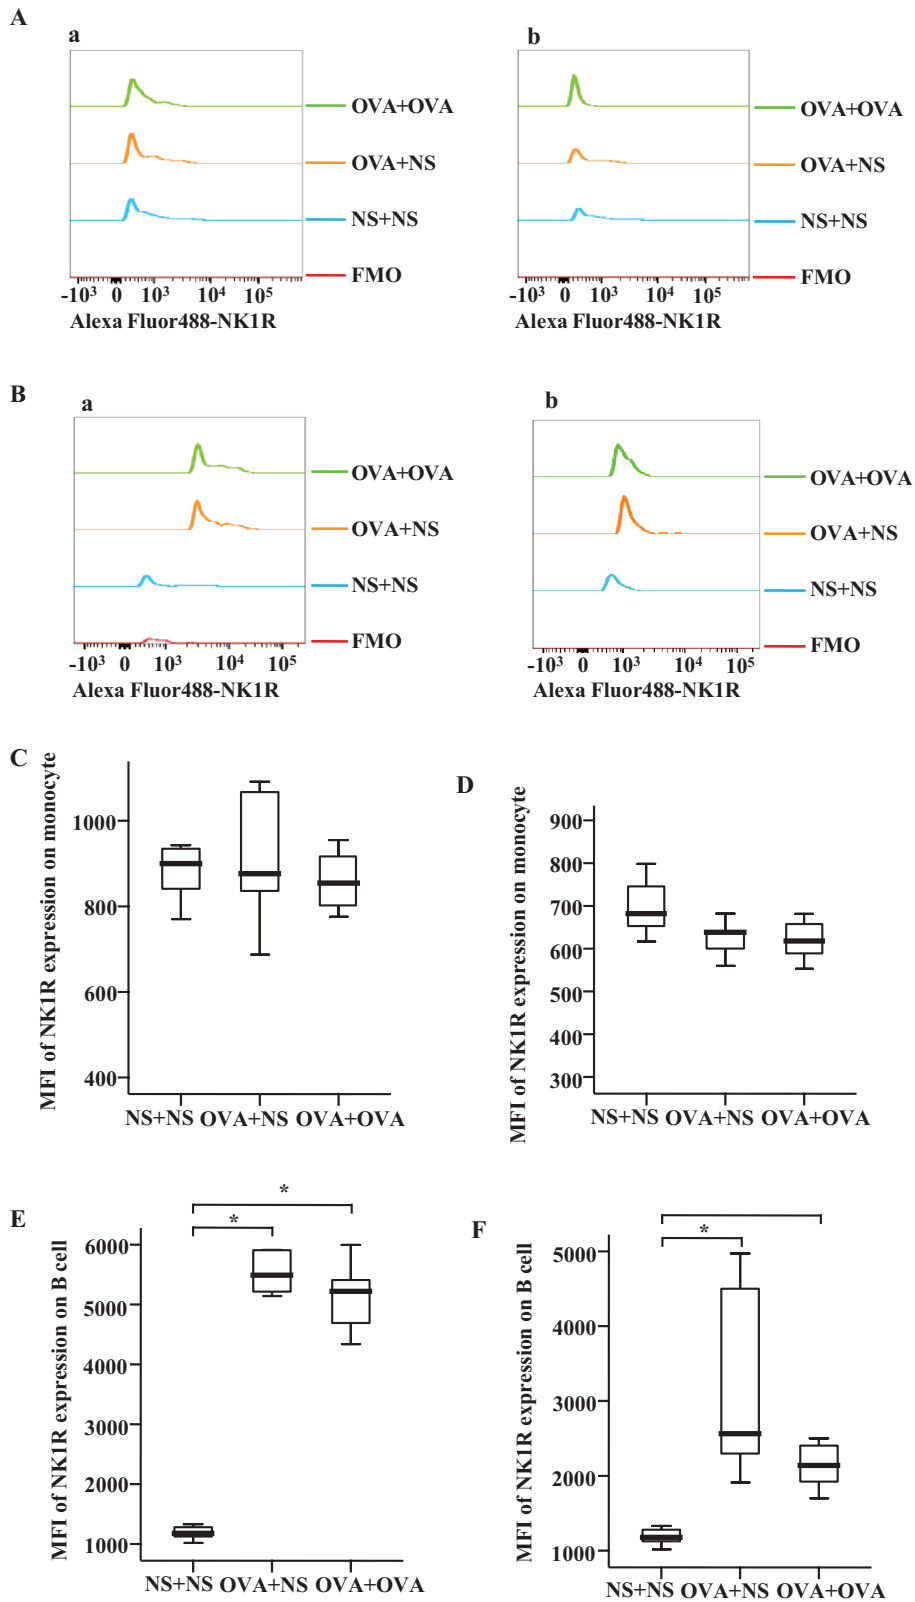 A
a
OVA+OVA
OVA+NS
NS+NS
FMO
-10³ 0 10³ 10⁴ 10⁵
Alexa Fluor488-NK1R
b
OVA+OVA
OVA+NS
NS+NS
FMO
-10³ 0 10³ 10⁴ 10⁵
Alexa Fluor488-NK1R
B
a
OVA+OVA
OVA+NS
NS+NS
FMO
-10³ 0 10³ 10⁴ 10⁵
Alexa Fluor488-NK1R
b
OVA+OVA
OVA+NS
NS+NS
FMO
-10³ 0 10³ 10⁴ 10⁵
Alexa Fluor488-NK1R
C
MFI of NK1R expression on monocyte
1000
800
600
400
NS+NS OVA+NS OVA+OVA
D
MFI of NK1R expression on monocyte
900
800
700
600
500
400
300
NS+NS OVA+NS OVA+OVA
E
MFI of NK1R expression on B cell
*
*
6000
5000
4000
3000
2000
1000
NS+NS OVA+NS OVA+OVA
F
MFI of NK1R expression on B cell
*
5000
4000
3000
2000
1000
NS+NS OVA+NS OVA+OVA